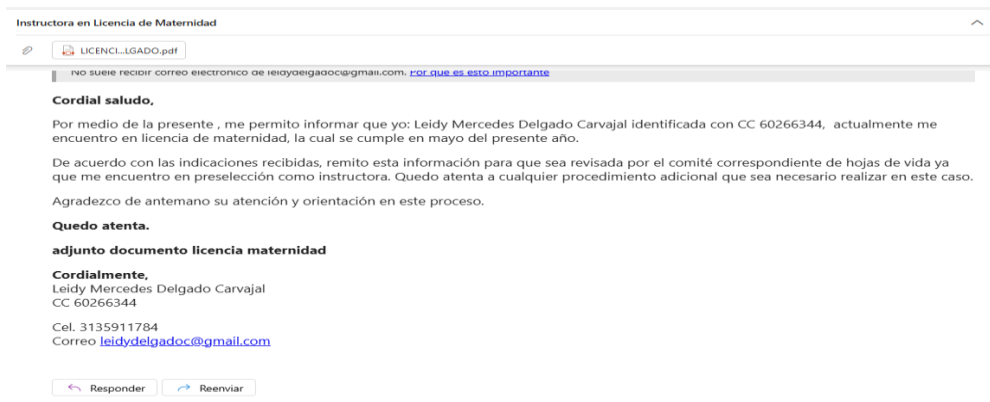 Instructora en Licencia de Maternidad
LICENCI...LGADO.pdf
No suele recibir correo electrónico de leidydelgadoc@gmail.com. Por qué es esto importante
Cordial saludo,
Por medio de la presente , me permito informar que yo: Leidy Mercedes Delgado Carvajal identificada con CC 60266344, actualmente me
encuentro en licencia de maternidad, la cual se cumple en mayo del presente año.
De acuerdo con las indicaciones recibidas, remito esta información para que sea revisada por el comité correspondiente de hojas de vida ya
que me encuentro en preselección como instructora. Quedo atenta a cualquier procedimiento adicional que sea necesario realizar en este caso.
Agradezco de antemano su atención y orientación en este proceso.
Quedo atenta.
adjunto documento licencia maternidad
Cordialmente,
Leidy Mercedes Delgado Carvajal
CC 60266344
Cel. 3135911784
Correo leidydelgadoc@gmail.com
Responder Reenviar